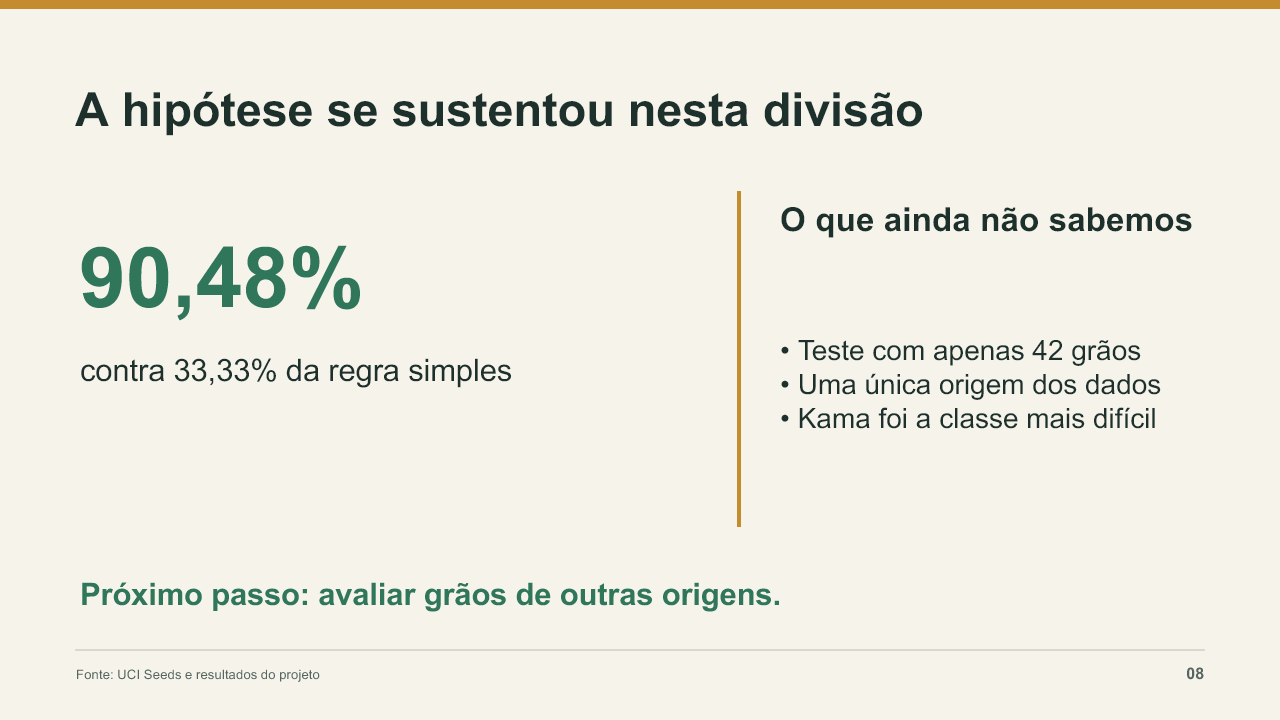 A hipótese se sustentou nesta divisão
90,48%
contra 33,33% da regra simples
O que ainda não sabemos
• Teste com apenas 42 grãos
• Uma única origem dos dados
• Kama foi a classe mais difícil
Próximo passo: avaliar grãos de outras origens.
Fonte: UCI Seeds e resultados do projeto
08